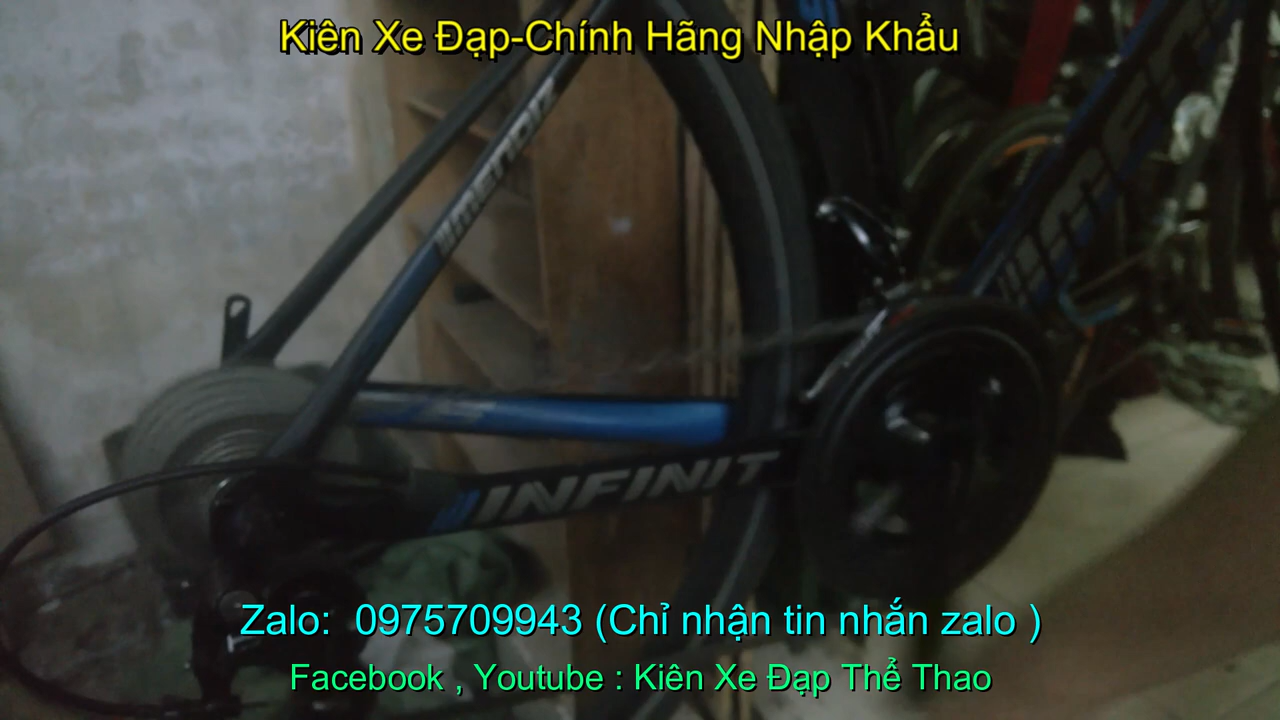 Kiên Xe Đạp-Chính Hãng Nhập Khẩu
MENDIZ
INFINIT
Zalo: 0975709943 (Chỉ nhận tin nhắn zalo )
Facebook , Youtube : Kiên Xe Đạp Thể Thao